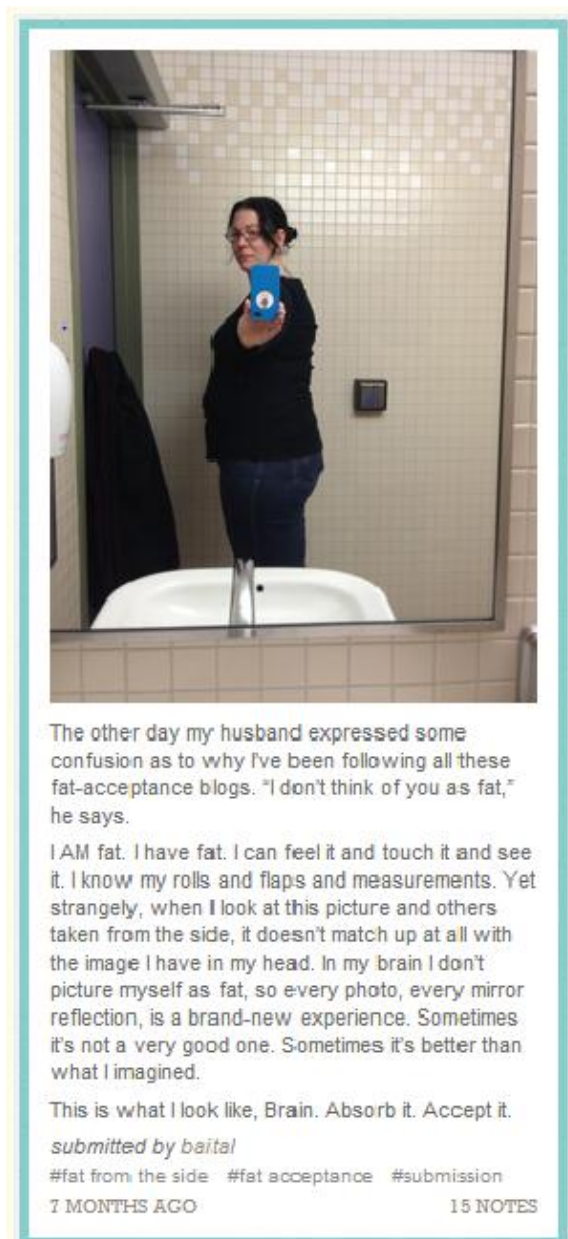 The other day my husband expressed some
confusion as to why I've been following all these
fat-acceptance blogs. "I don't think of you as fat,"
he says.
I AM fat. I have fat. I can feel it and touch it and see
it. I know my rolls and flaps and measurements. Yet
strangely, when I look at this picture and others
taken from the side, it doesn't match up at all with
the image I have in my head. In my brain I don't
picture myself as fat, so every photo, every mirror
reflection, is a brand-new experience. Sometimes
it's not a very good one. Sometimes it's better than
what I imagined.
This is what I look like, Brain. Absorb it. Accept it.
submitted by baital
#fat from the side #fat acceptance #submission
7 MONTHS AGO 15 NOTES